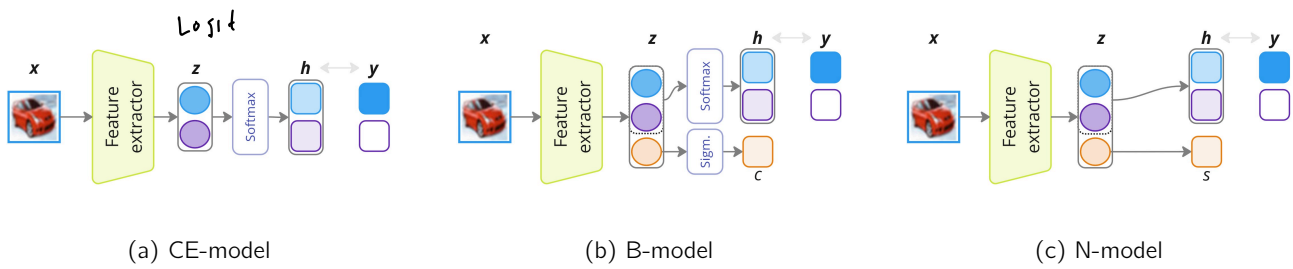 Logit
x
z
h
y
Feature
extractor
Softmax
(a) CE-model
x
z
h
y
Feature
extractor
Softmax
Sigm.
c
(b) B-model
x
z
h
y
Feature
extractor
s
(c) N-model